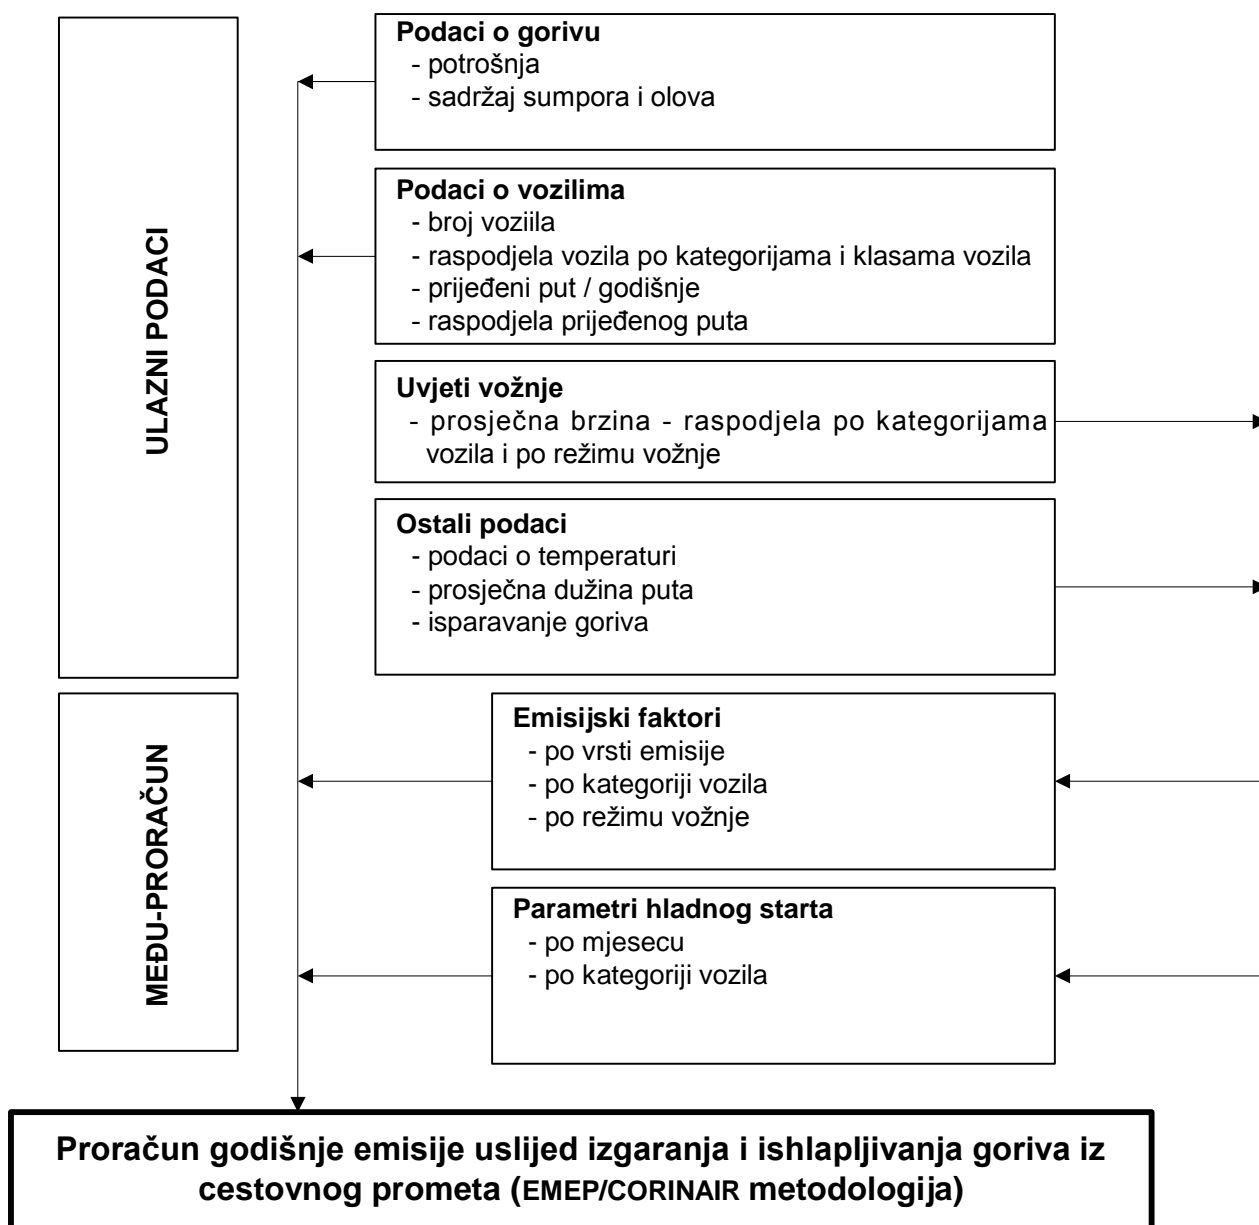 ULAZNI PODACI
Podaci o gorivu
- potrošnja
- sadržaj sumpora i olova
Podaci o vozilima
- broj voziila
- raspodjela vozila po kategorijama i klasama vozila
- prijeđeni put / godišnje
- raspodjela prijeđenog puta
Uvjeti vožnje
- prosječna brzina - raspodjela po kategorijama
vozila i po režimu vožnje
Ostali podaci
- podaci o temperaturi
- prosječna dužina puta
- isparavanje goriva
MEĐU-PRORAČUN
Emisijski faktori
- po vrsti emisije
- po kategoriji vozila
- po režimu vožnje
Parametri hladnog starta
- po mjesecu
- po kategoriji vozila
Proračun godišnje emisije uslijed izgaranja i ishlapljivanja goriva iz
cestovnog prometa (EMEP/CORINAIR metodologija)